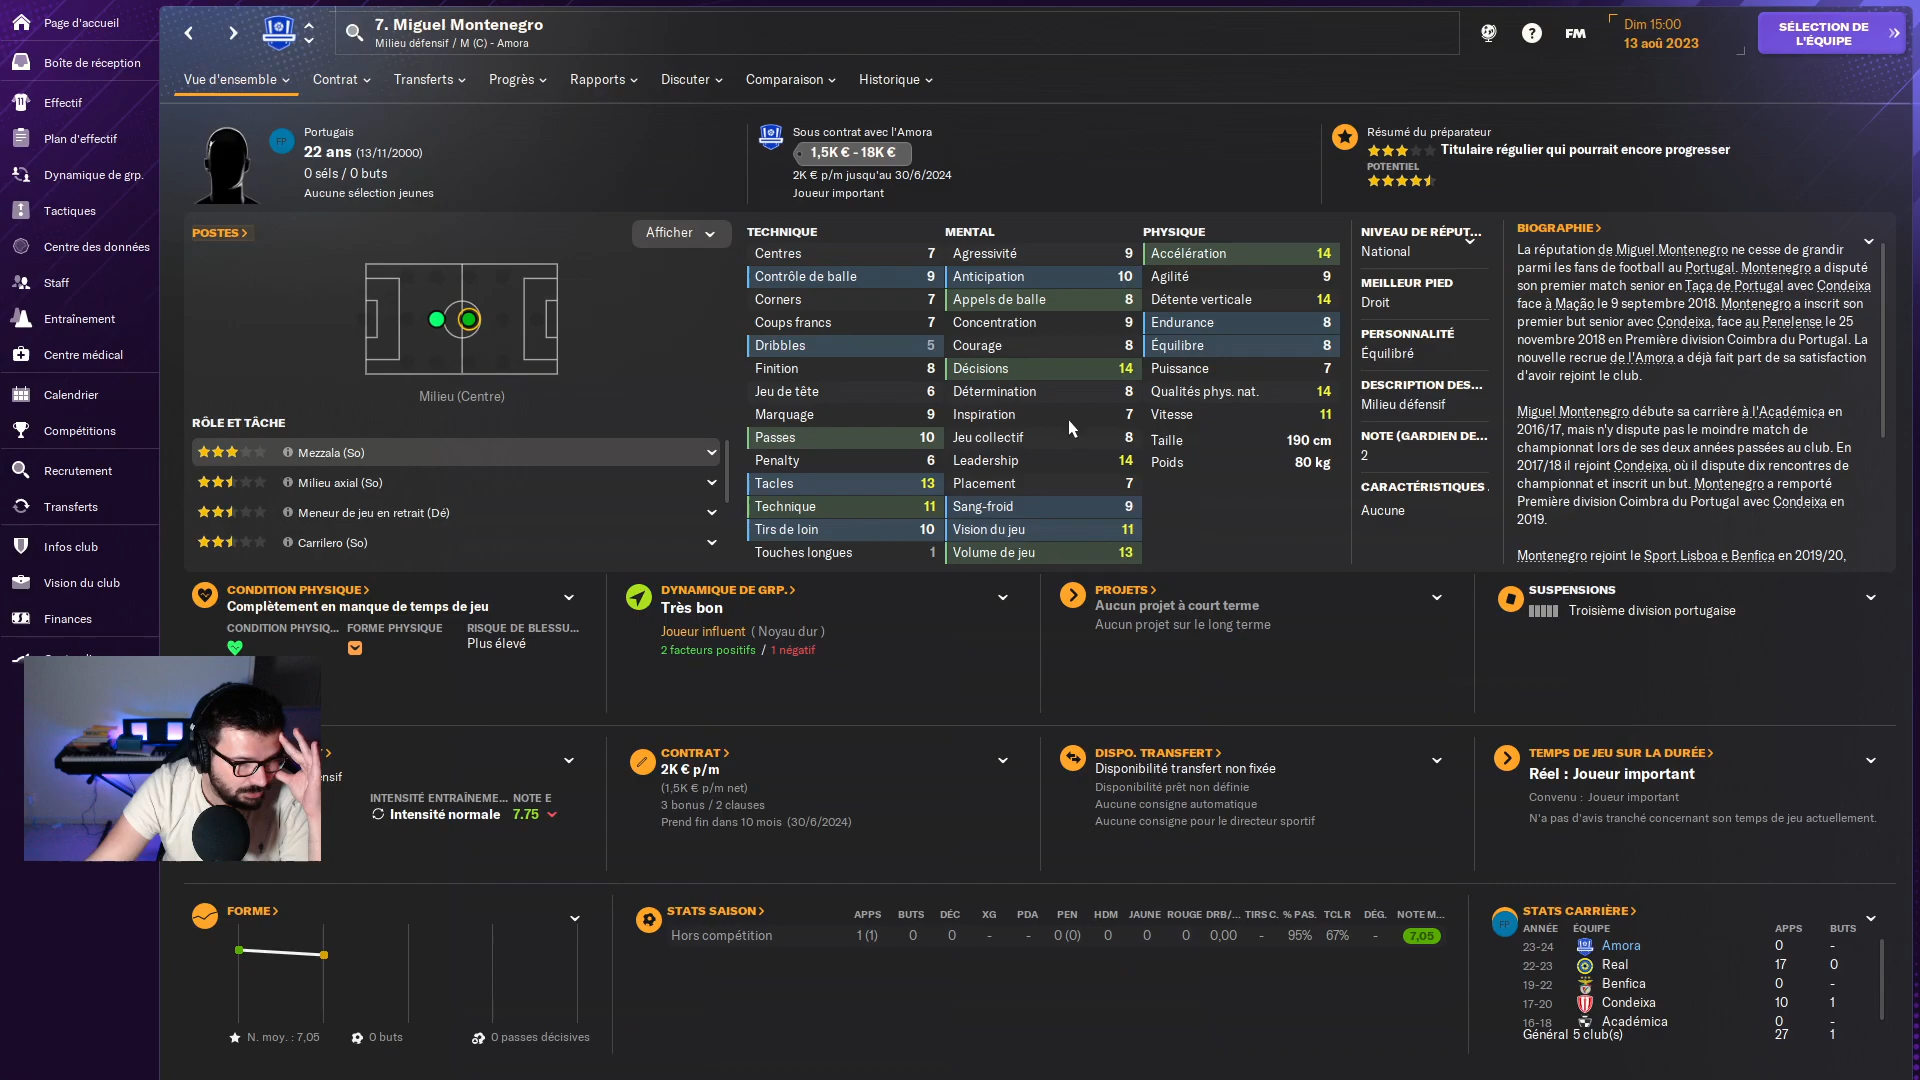 Page d'accueil
Boîte de réception
Effectif
Plan d'effectif
Dynamique de grp.
Tactiques
Centre des données
Staff
Entraînement
Centre médical
Calendrier
Compétitions
Recrutement
Transferts
Infos club
Vision du club
Finances
7. Miguel Montenegro
Milieu défensif / M (C) - Amora
FM
Dim 15:00
13 aoû 2023
SÉLECTION DE L'ÉQUIPE
Vue d'ensemble
Contrat
Transferts
Progrès
Rapports
Discuter
Comparaison
Historique
FP
Portugais
22 ans (13/11/2000)
0 séls / 0 buts
Aucune sélection jeunes
Sous contrat avec l'Amora
1,5K € - 18K €
2K € p/m jusqu'au 30/6/2024
Joueur important
Résumé du préparateur
Titulaire régulier qui pourrait encore progresser
POTENTIEL
POSTES >
Afficher
Milieu (Centre)
RÔLE ET TÂCHE
Mezzala (So)
Milieu axial (So)
Meneur de jeu en retrait (Dé)
Carrilero (So)
TECHNIQUE
Centres 7
Contrôle de balle 9
Corners 7
Coups francs 7
Dribbles 5
Finition 8
Jeu de tête 6
Marquage 9
Passes 10
Penalty 6
Tacles 13
Technique 11
Tirs de loin 10
Touches longues 1
MENTAL
Agressivité 9
Anticipation 10
Appels de balle 8
Concentration 9
Courage 8
Décisions 14
Détermination 8
Inspiration 7
Jeu collectif 8
Leadership 14
Placement 7
Sang-froid 9
Vision du jeu 11
Volume de jeu 13
PHYSIQUE
Accélération 14
Agilité 9
Détente verticale 14
Endurance 8
Équilibre 8
Puissance 7
Qualités phys. nat. 14
Vitesse 11
Taille 190 cm
Poids 80 kg
NIVEAU DE RÉPUT...
National
MEILLEUR PIED
Droit
PERSONNALITÉ
Équilibré
DESCRIPTION DES...
Milieu défensif
NOTE (GARDIEN DE...
2
CARACTÉRISTIQUES
Aucune
BIOGRAPHIE >
La réputation de Miguel Montenegro ne cesse de grandir
parmi les fans de football au Portugal. Montenegro a disputé
son premier match senior en Taça de Portugal avec Condeixa
face à Mação le 9 septembre 2018. Montenegro a inscrit son
premier but senior avec Condeixa, face au Penelense le 25
novembre 2018 en Première division Coimbra du Portugal. La
nouvelle recrue de l'Amora a déjà fait part de sa satisfaction
d'avoir rejoint le club.
Miguel Montenegro débute sa carrière à l'Académica en
2016/17, mais n'y dispute pas le moindre match de
championnat lors de ses deux années passées au club. En
2017/18 il rejoint Condeixa, où il dispute dix rencontres de
championnat et inscrit un but. Montenegro a remporté
Première division Coimbra du Portugal avec Condeixa en
2019.
Montenegro rejoint le Sport Lisboa e Benfica en 2019/20,
CONDITION PHYSIQUE >
Complètement en manque de temps de jeu
CONDITION PHYSIQ... FORME PHYSIQUE RISQUE DE BLESSU...
Plus élevé
DYNAMIQUE DE GRP. >
Très bon
Joueur influent ( Noyau dur )
2 facteurs positifs / 1 négatif
PROJETS >
Aucun projet à court terme
Aucun projet sur le long terme
SUSPENSIONS
Troisième division portugaise
ensif
INTENSITÉ ENTRAÎNEME... NOTE E
Intensité normale 7.75
CONTRAT >
2K € p/m
(1,5K € p/m net)
3 bonus / 2 clauses
Prend fin dans 10 mois (30/6/2024)
DISPO. TRANSFERT >
Disponibilité transfert non fixée
Disponibilité prêt non définie
Aucune consigne automatique
Aucune consigne pour le directeur sportif
TEMPS DE JEU SUR LA DURÉE >
Réel : Joueur important
Convenu : Joueur important
N'a pas d'avis tranché concernant son temps de jeu actuellement.
FORME >
N. moy. : 7,05 0 buts 0 passes décisives
STATS SAISON > APPS BUTS DÉC XG PDA PEN HDM JAUNE ROUGE DRB/... TIRS C. % PAS. TCL R DÉG. NOTE M...
Hors compétition 1 (1) 0 0 - - 0 (0) 0 0 0 0,00 - 95% 67% - 7,05
FP
STATS CARRIÈRE >
ANNÉE ÉQUIPE APPS BUTS
23-24 Amora 0 -
22-23 Real 17 0
19-22 Benfica 0 -
17-20 Condeixa 10 1
16-18 Académica 0 -
Général 5 club(s) 27 1